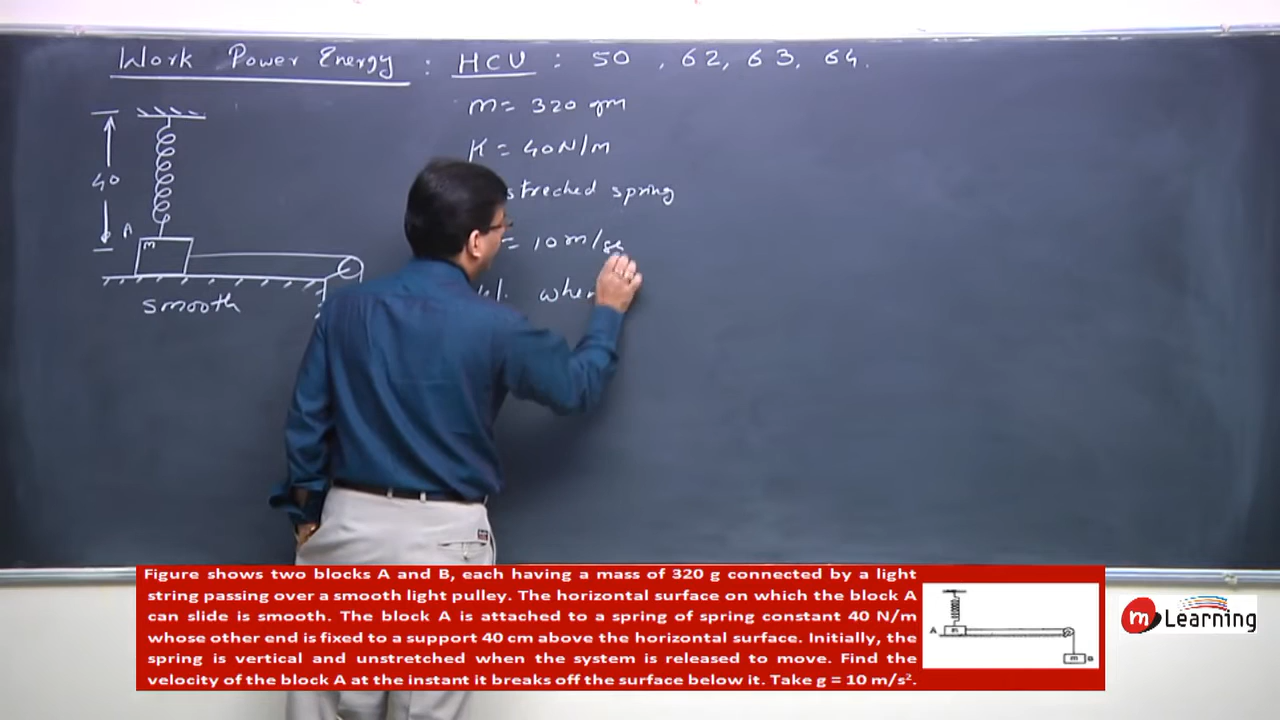 Work Power Energy : HCU : 50 , 62, 63, 64.
m = 320 gm
K = 40 N/m
streched spring
= 10 m/se
whe
40
A
m
smooth
Figure shows two blocks A and B, each having a mass of 320 g connected by a light
string passing over a smooth light pulley. The horizontal surface on which the block A
can slide is smooth. The block A is attached to a spring of spring constant 40 N/m
whose other end is fixed to a support 40 cm above the horizontal surface. Initially, the
spring is vertical and unstretched when the system is released to move. Find the
velocity of the block A at the instant it breaks off the surface below it. Take g = 10 m/s².
A m
m B
m Learning